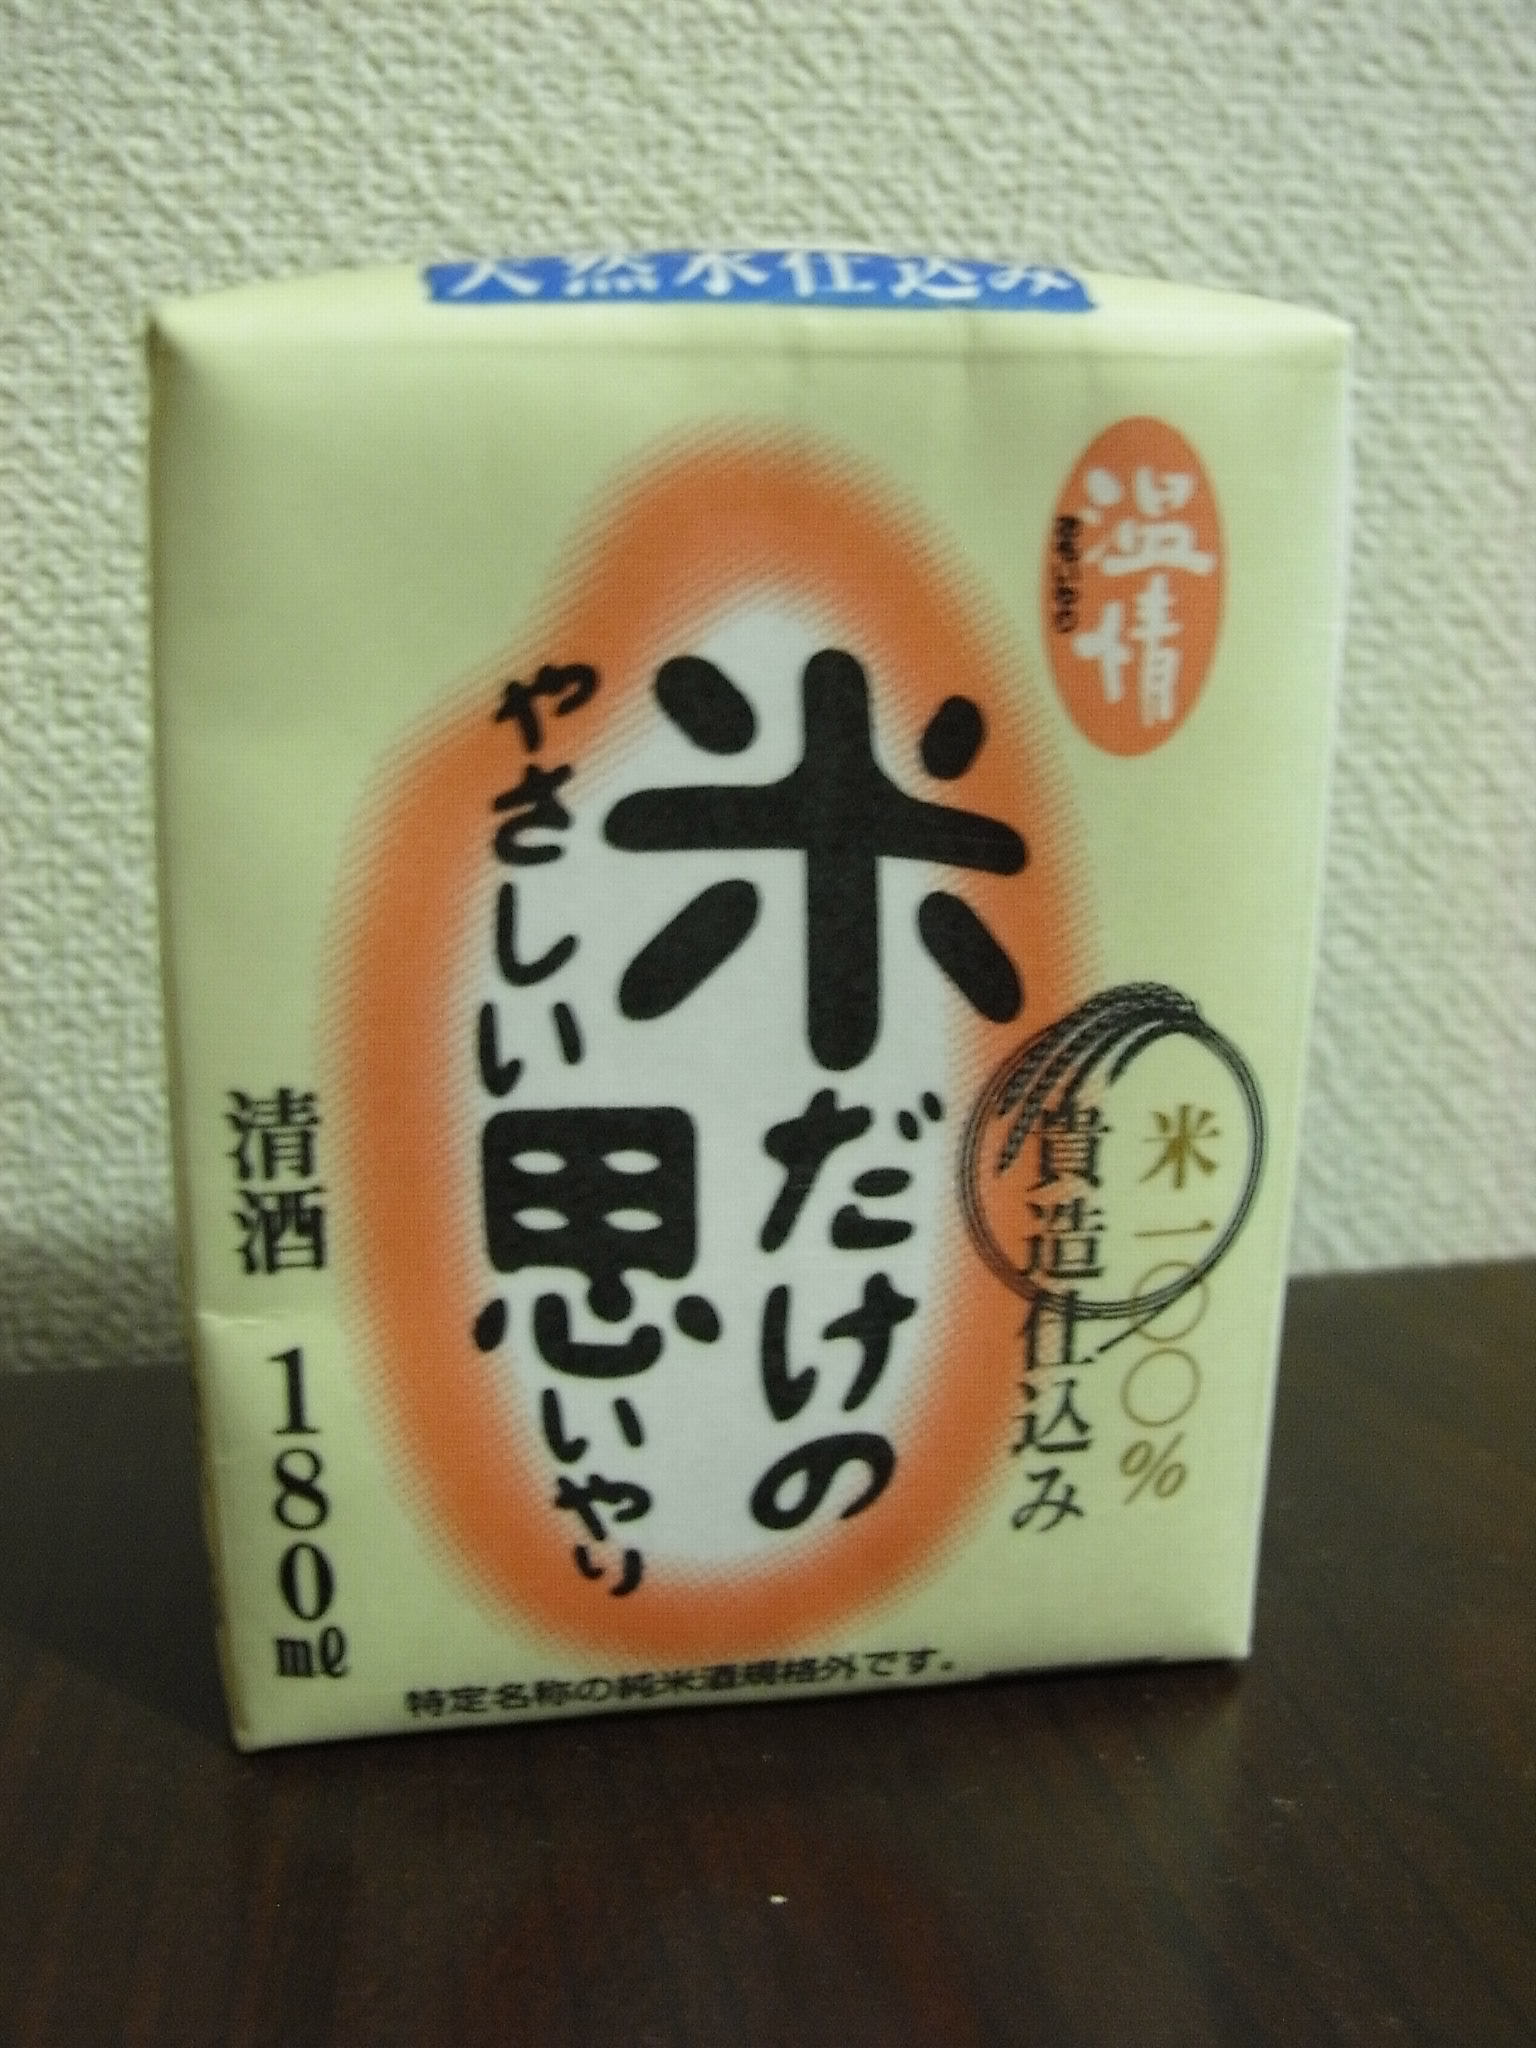 天然水仕込み
温情
米だけの
やさしい思いやり
米一〇〇%
貴造仕込み
清酒 180ml
特定名称の純米酒規格外です。